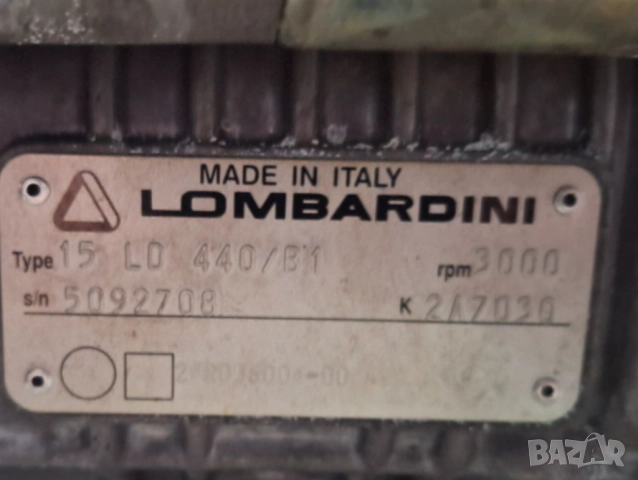 MADE IN ITALY
LOMBARDINI
Type 15 LD 440/B1 rpm 3000
s/n 5092708 K 2A7030
BAZAR